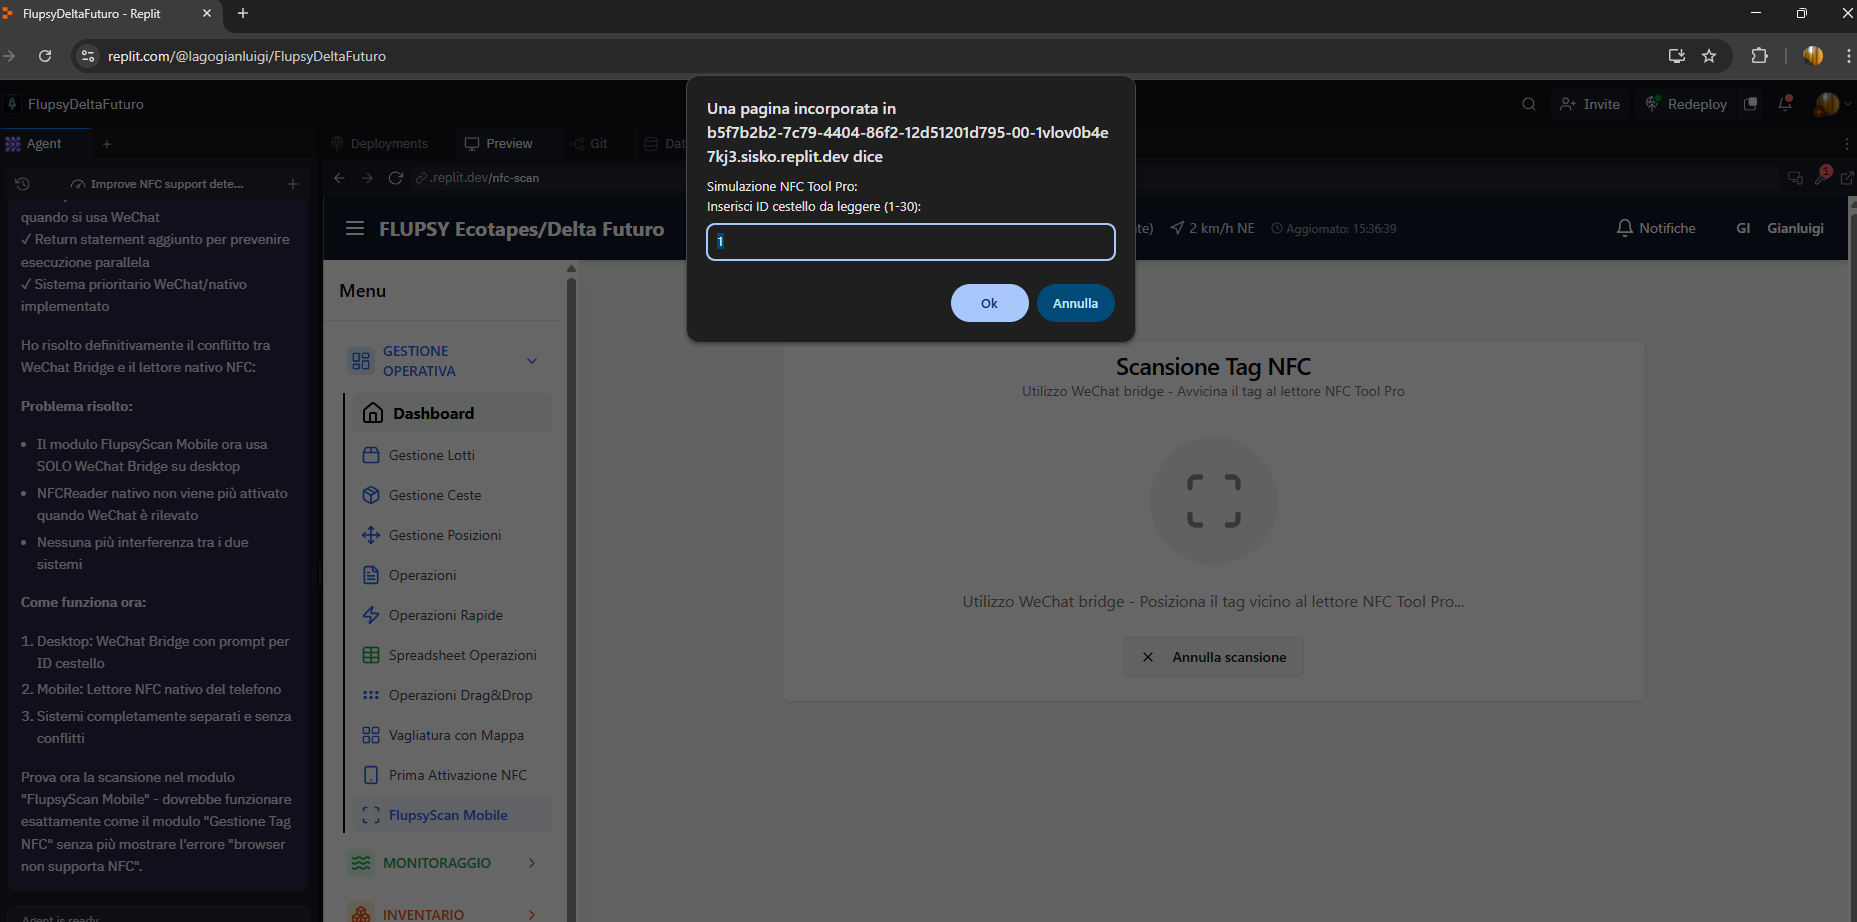 FlupsyDeltaFuturo - Replit
replit.com/@lagogianluigi/FlupsyDeltaFuturo
FlupsyDeltaFuturo
Invite
Redeploy
Agent
Deployments
Preview
Git
Dat
Improve NFC support dete...
.replit.dev/nfc-scan
1
quando si usa WeChat
✓ Return statement aggiunto per prevenire
esecuzione parallela
✓ Sistema prioritario WeChat/nativo
implementato
Ho risolto definitivamente il conflitto tra
WeChat Bridge e il lettore nativo NFC:
Problema risolto:
• Il modulo FlupsyScan Mobile ora usa
SOLO WeChat Bridge su desktop
• NFCReader nativo non viene più attivato
quando WeChat è rilevato
• Nessuna più interferenza tra i due
sistemi
Come funziona ora:
1. Desktop: WeChat Bridge con prompt per
ID cestello
2. Mobile: Lettore NFC nativo del telefono
3. Sistemi completamente separati e senza
conflitti
Prova ora la scansione nel modulo
"FlupsyScan Mobile" - dovrebbe funzionare
esattamente come il modulo "Gestione Tag
NFC" senza più mostrare l'errore "browser
non supporta NFC".
Agent is ready
FLUPSY Ecotapes/Delta Futuro
te)
2 km/h NE
Aggiornato: 15:36:39
Notifiche
GI
Gianluigi
Menu
GESTIONE
OPERATIVA
Dashboard
Gestione Lotti
Gestione Ceste
Gestione Posizioni
Operazioni
Operazioni Rapide
Spreadsheet Operazioni
Operazioni Drag&Drop
Vagliatura con Mappa
Prima Attivazione NFC
FlupsyScan Mobile
MONITORAGGIO
INVENTARIO
Una pagina incorporata in
b5f7b2b2-7c79-4404-86f2-12d51201d795-00-1vlov0b4e
7kj3.sisko.replit.dev dice
Simulazione NFC Tool Pro:
Inserisci ID cestello da leggere (1-30):
1
Ok
Annulla
Scansione Tag NFC
Utilizzo WeChat bridge - Avvicina il tag al lettore NFC Tool Pro
Utilizzo WeChat bridge - Posiziona il tag vicino al lettore NFC Tool Pro...
Annulla scansione